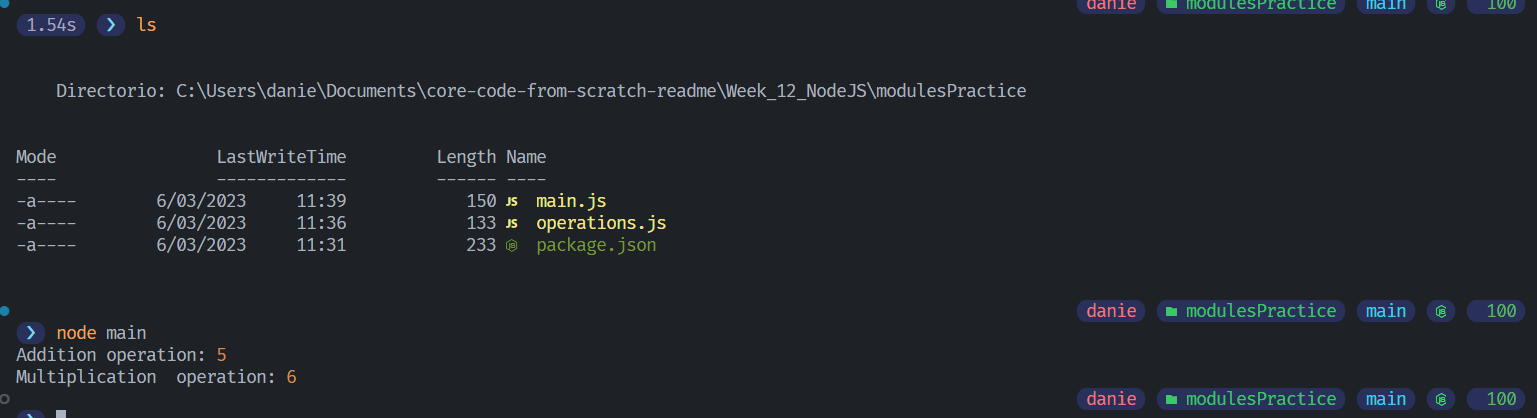 danie modulesPractice main 100
1.54s ❯ ls
Directorio: C:\Users\danie\Documents\core-code-from-scratch-readme\Week_12_NodeJS\modulesPractice
Mode LastWriteTime Length Name
---- ------------- ------ ----
-a---- 6/03/2023 11:39 150 JS main.js
-a---- 6/03/2023 11:36 133 JS operations.js
-a---- 6/03/2023 11:31 233 package.json
danie modulesPractice main 100
❯ node main
Addition operation: 5
Multiplication  operation: 6
danie modulesPractice main 100
❯